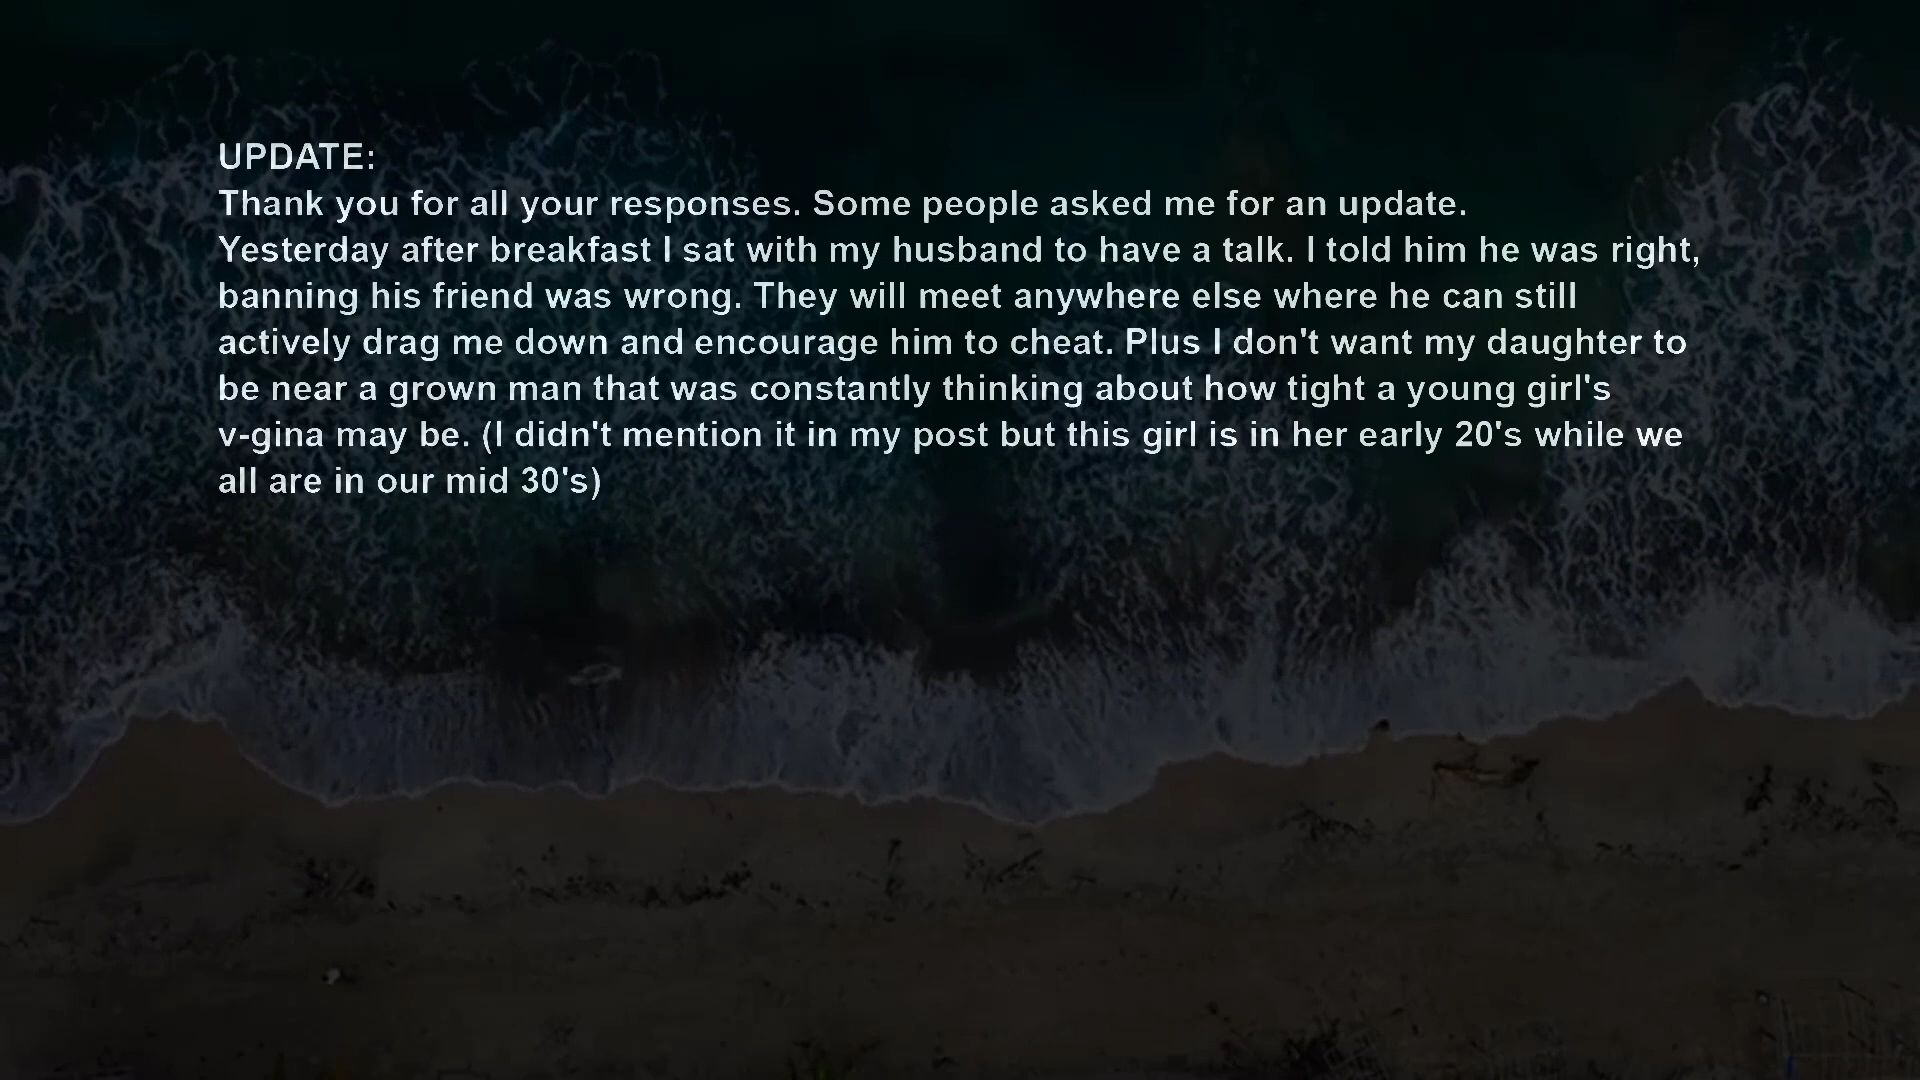 UPDATE:
Thank you for all your responses. Some people asked me for an update.
Yesterday after breakfast I sat with my husband to have a talk. I told him he was right,
banning his friend was wrong. They will meet anywhere else where he can still
actively drag me down and encourage him to cheat. Plus I don't want my daughter to
be near a grown man that was constantly thinking about how tight a young girl's
v-gina may be. (I didn't mention it in my post but this girl is in her early 20's while we
all are in our mid 30's)